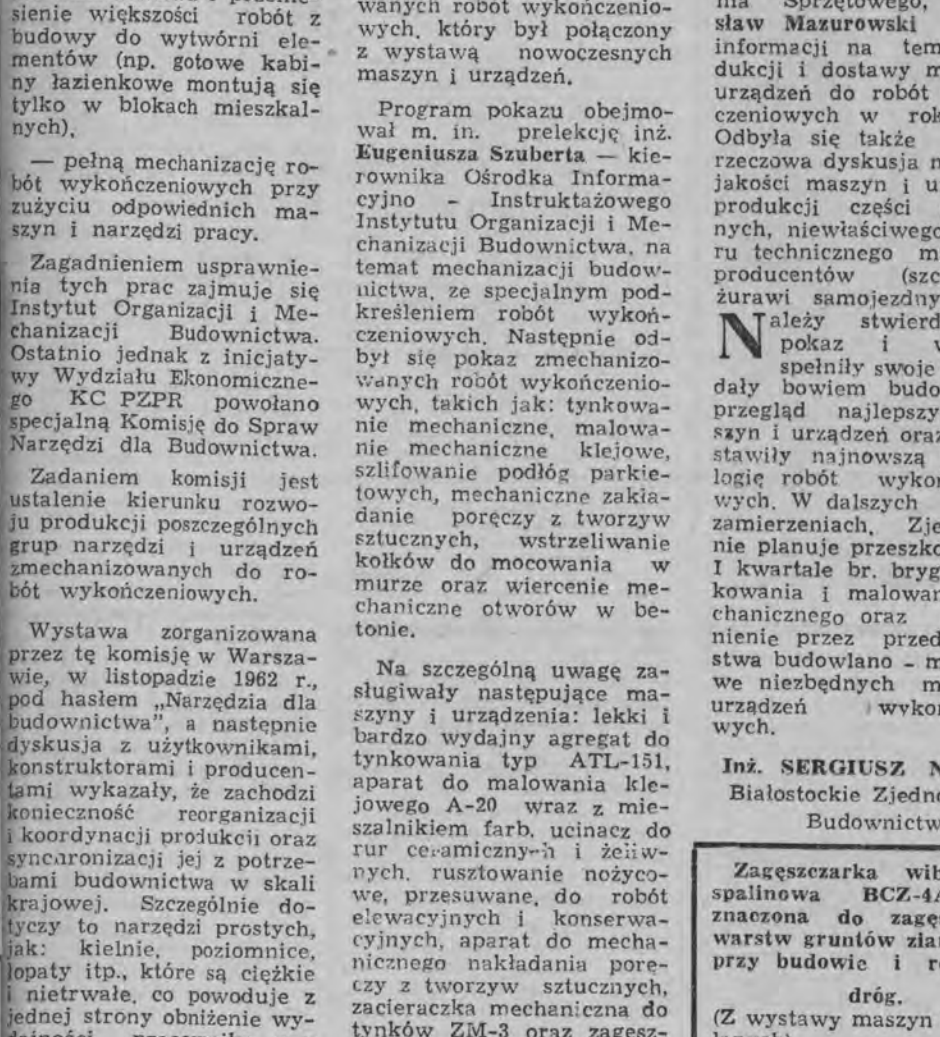 sienie większości robót z
budowy do wytwórni ele-
mentów (np. gotowe kabi-
ny łazienkowe montują się
tylko w blokach mieszkal-
nych),
— pełną mechanizację ro-
bót wykończeniowych przy
zużyciu odpowiednich ma-
szyn i narzędzi pracy.
Zagadnieniem usprawnie-
nia tych prac zajmuje się
Instytut Organizacji i Me-
chanizacji Budownictwa.
Ostatnio jednak z inicjaty-
wy Wydziału Ekonomiczne-
go KC PZPR powołano
specjalną Komisję do Spraw
Narzędzi dla Budownictwa.
Zadaniem komisji jest
ustalenie kierunku rozwo-
ju produkcji poszczególnych
grup narzędzi i urządzeń
zmechanizowanych do ro-
bót wykończeniowych.
Wystawa zorganizowana
przez tę komisję w Warsza-
wie, w listopadzie 1962 r.,
pod hasłem „Narzędzia dla
budownictwa", a następnie
dyskusja z użytkownikami,
konstruktorami i producen-
tami wykazały, że zachodzi
konieczność reorganizacji
i koordynacji produkcji oraz
syncaronizacji jej z potrze-
bami budownictwa w skali
krajowej. Szczególnie do-
tyczy to narzędzi prostych,
jak: kielnie, poziomnice,
łopaty itp., które są ciężkie
i nietrwałe, co powoduje z
jednej strony obniżenie wy-
wanych robót wykończenio-
wych, który był połączony
z wystawą nowoczesnych
maszyn i urządzeń.
Program pokazu obejmo-
wał m. in. prelekcję inż.
Eugeniusza Szuberta — kie-
rownika Ośrodka Informa-
cyjno - Instruktażowego
Instytutu Organizacji i Me-
chanizacji Budownictwa, na
temat mechanizacji budow-
nictwa, ze specjalnym pod-
kreśleniem robót wykoń-
czeniowych. Następnie od-
był się pokaz zmechanizo-
wanych robót wykończenio-
wych, takich jak: tynkowa-
nie mechaniczne, malowa-
nie mechaniczne klejowe,
szlifowanie podłóg parkie-
towych, mechaniczne zakła-
danie poręczy z tworzyw
sztucznych, wstrzeliwanie
kołków do mocowania w
murze oraz wiercenie me-
chaniczne otworów w be-
tonie.
Na szczególną uwagę za-
sługiwały następujące ma-
szyny i urządzenia: lekki i
bardzo wydajny agregat do
tynkowania typ ATL-151,
aparat do malowania kle-
jowego A-20 wraz z mie-
szalnikiem farb, ucinacz do
rur ceramicznych i żeliw-
nych, rusztowanie nożyco-
we, przesuwane, do robót
elewacyjnych i konserwa-
cyjnych, aparat do mecha-
nicznego nakładania porę-
czy z tworzyw sztucznych,
zacieraczka mechaniczna do
tynków ZM-3 oraz zagęsz-
nia Sprzętowego,
sław Mazurowski
informacji na tem
dukcji i dostawy m
urządzeń do robót
czeniowych w rok
Odbyła się także
rzeczowa dyskusja n
jakości maszyn i u
produkcji części
nych, niewłaściwego
ru technicznego m
producentów (szc
żurawi samojezdny
Należy stwierd
pokaz i w
spełniły swoje
dały bowiem budo
przegląd najlepszy
szyn i urządzeń oraz
stawiły najnowszą
logię robót wykoń
wych. W dalszych
zamierzeniach, Zje
nie planuje przeszko
I kwartale br. bryg
kowania i malowan
chanicznego oraz
nienie przez przed
stwa budowlano - m
we niezbędnych m
urządzeń wykoń
wych.
Inż. SERGIUSZ N
Białostockie Zjedno
Budownictw
Zagęszczarka wib
spalinowa BCZ-4A
znaczona do zagęs
warstw gruntów ziar
przy budowie i r
dróg.
(Z wystawy maszyn